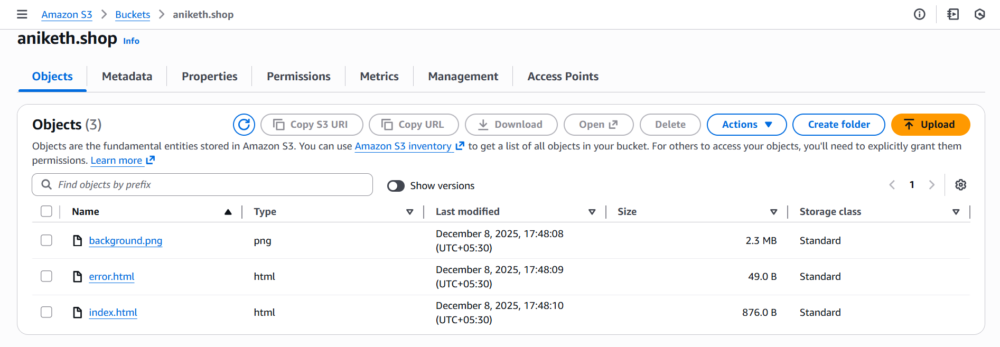 Amazon S3 > Buckets > aniketh.shop
aniketh.shop Info
Objects Metadata Properties Permissions Metrics Management Access Points
Objects (3) Copy S3 URI Copy URL Download Open Delete Actions Create folder Upload
Objects are the fundamental entities stored in Amazon S3. You can use Amazon S3 inventory to get a list of all objects in your bucket. For others to access your objects, you'll need to explicitly grant them
permissions. Learn more
Find objects by prefix Show versions 1
Name Type Last modified Size Storage class
background.png png December 8, 2025, 17:48:08 2.3 MB Standard
(UTC+05:30)
error.html html December 8, 2025, 17:48:09 49.0 B Standard
(UTC+05:30)
index.html html December 8, 2025, 17:48:10 876.0 B Standard
(UTC+05:30)